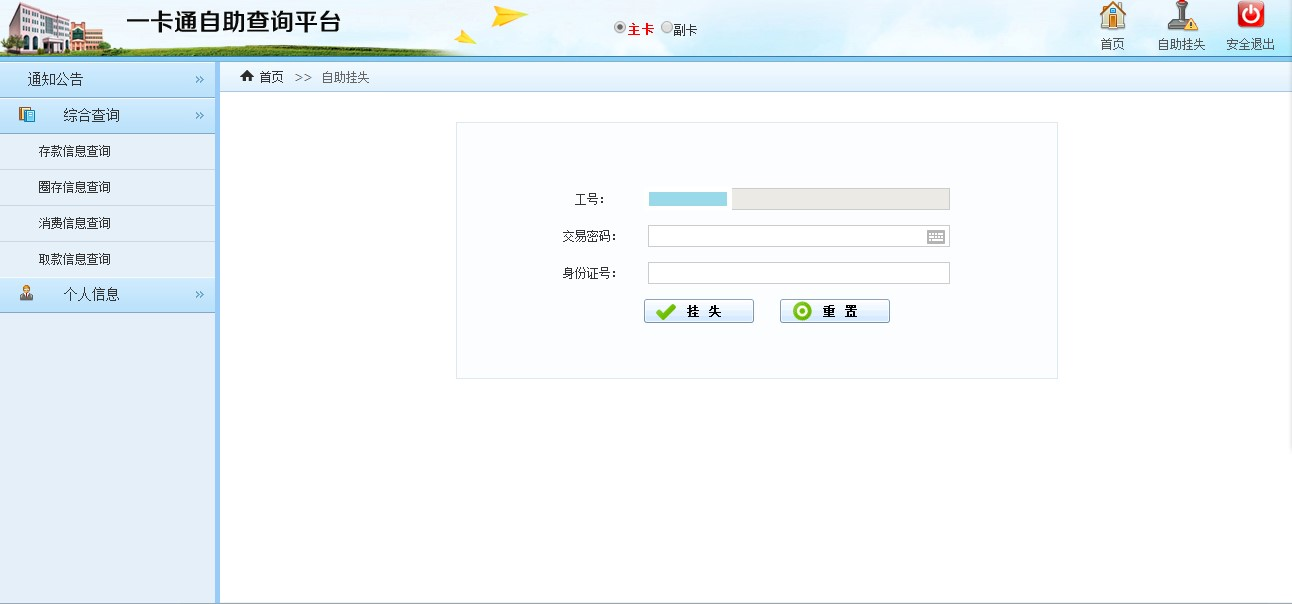 一卡通自助查询平台
主卡 副卡
首页 自助挂失 安全退出
通知公告 »
首页 >> 自助挂失
综合查询 »
存款信息查询
圈存信息查询
消费信息查询
取款信息查询
个人信息 »
工号：
交易密码：
身份证号：
挂 失 重 置